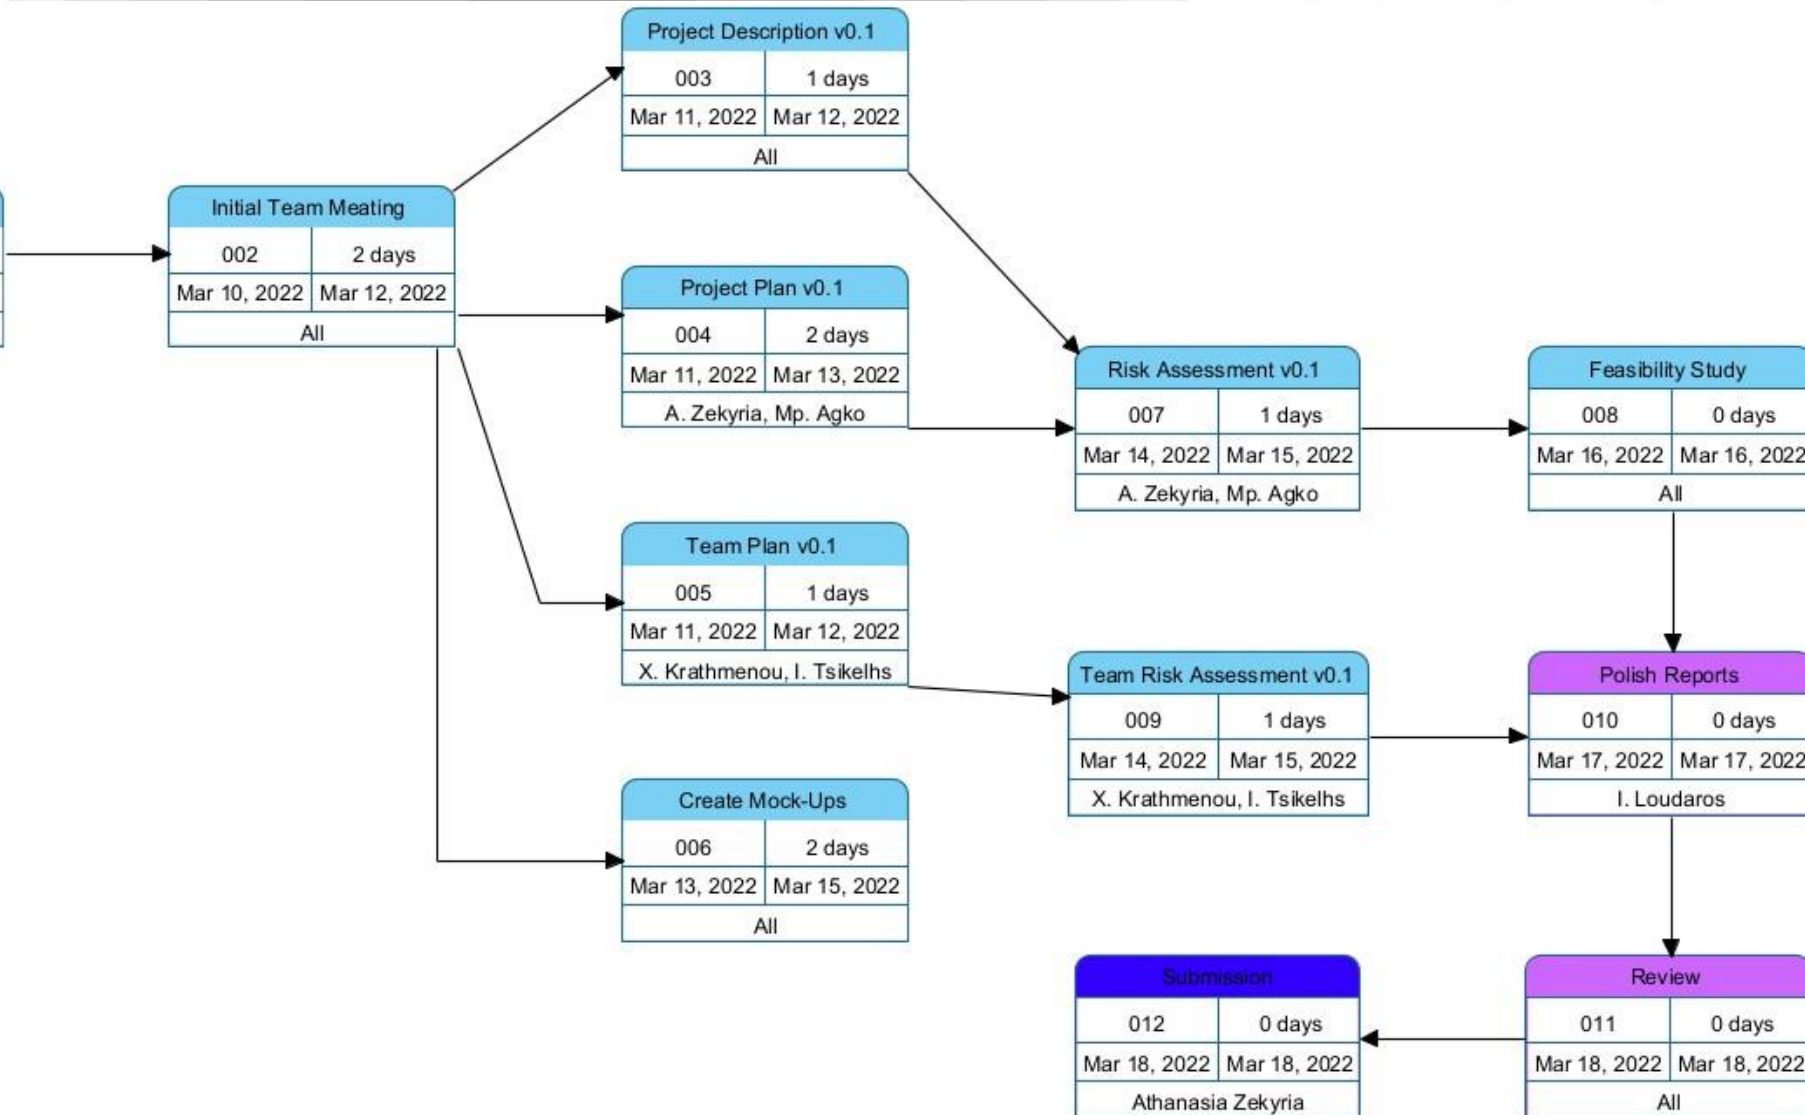 Project Description v0.1
003 1 days
Mar 11, 2022 Mar 12, 2022
All
Initial Team Meating
002 2 days
Mar 10, 2022 Mar 12, 2022
All
Project Plan v0.1
004 2 days
Mar 11, 2022 Mar 13, 2022
A. Zekyria, Mp. Agko
Risk Assessment v0.1
007 1 days
Mar 14, 2022 Mar 15, 2022
A. Zekyria, Mp. Agko
Feasibility Study
008 0 days
Mar 16, 2022 Mar 16, 2022
All
Team Plan v0.1
005 1 days
Mar 11, 2022 Mar 12, 2022
X. Krathmenou, I. Tsikelhs
Team Risk Assessment v0.1
009 1 days
Mar 14, 2022 Mar 15, 2022
X. Krathmenou, I. Tsikelhs
Polish Reports
010 0 days
Mar 17, 2022 Mar 17, 2022
I. Loudaros
Create Mock-Ups
006 2 days
Mar 13, 2022 Mar 15, 2022
All
Submission
012 0 days
Mar 18, 2022 Mar 18, 2022
Athanasia Zekyria
Review
011 0 days
Mar 18, 2022 Mar 18, 2022
All